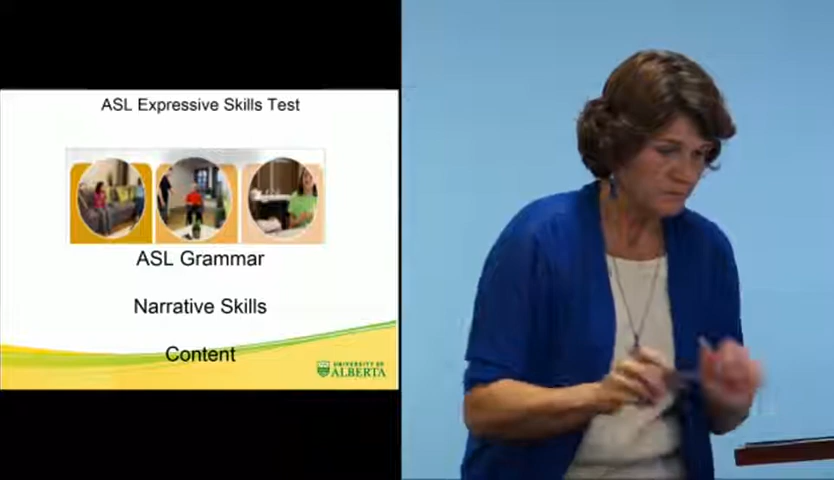 ASL Expressive Skills Test
ASL Grammar
Narrative Skills
Content
UNIVERSITY OF
ALBERTA